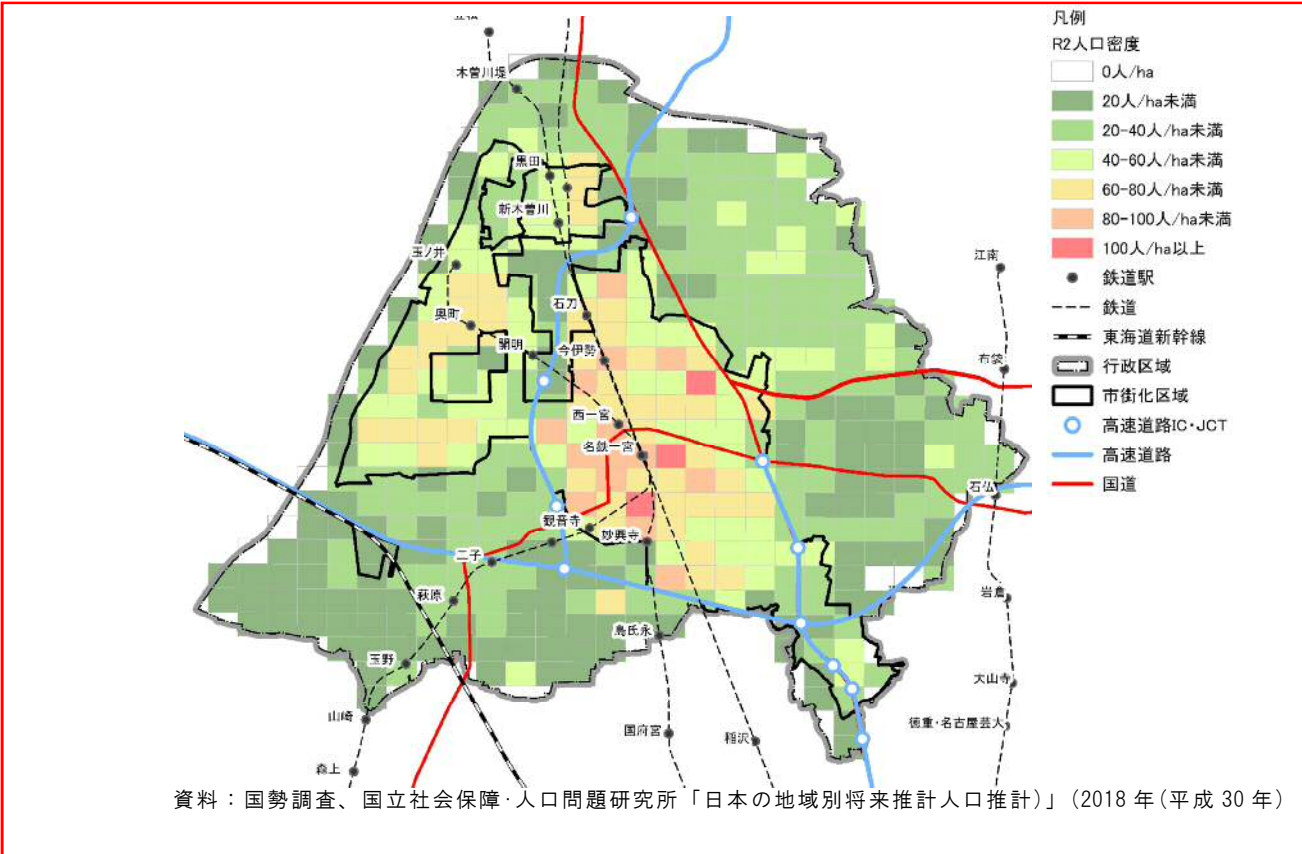 木曽川堤
黒田
新木曽川
玉ノ井
奥町
開明
石刀
今伊勢
西一宮
名鉄一宮
観音寺
妙興寺
二子
萩原
玉野
山崎
森上
島氏永
国府宮
稲沢
江南
布袋
石仏
岩倉
大山寺
徳重・名古屋芸大
凡例
R2人口密度
0人/ha
20人/ha未満
20-40人/ha未満
40-60人/ha未満
60-80人/ha未満
80-100人/ha未満
100人/ha以上
鉄道駅
鉄道
東海道新幹線
行政区域
市街化区域
高速道路IC・JCT
高速道路
国道
資料：国勢調査、国立社会保障・人口問題研究所「日本の地域別将来推計人口推計）」（2018年（平成30年）